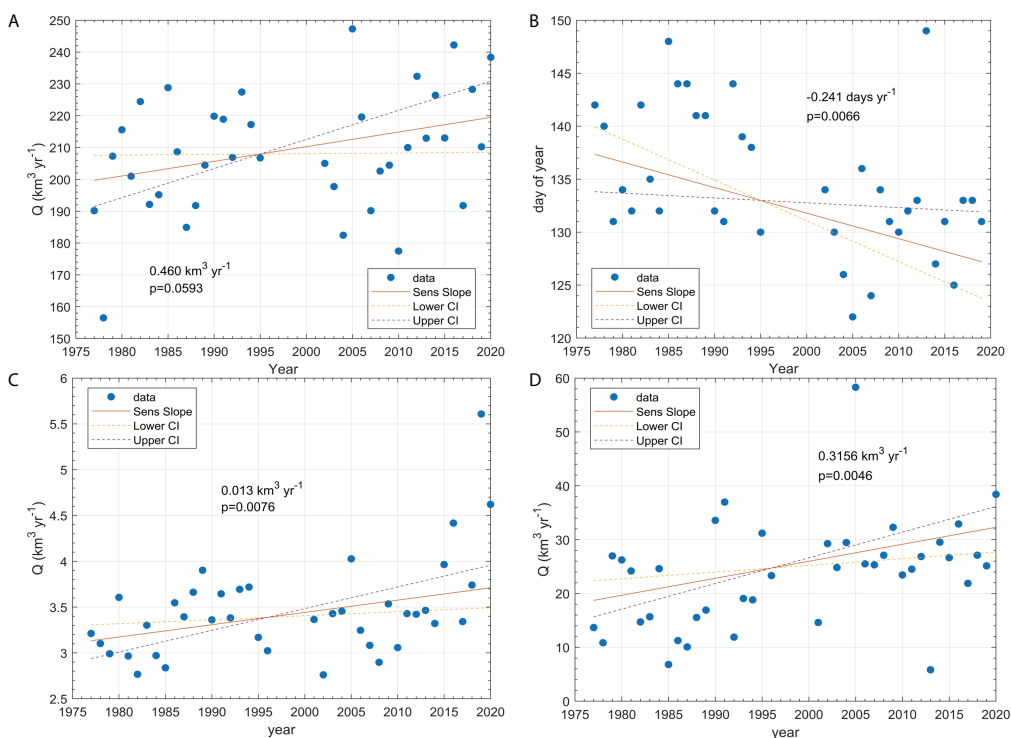 A
250
240
230
220
210
200
190
180
170
160
150
Q (km³ yr⁻¹)
0.460 km³ yr⁻¹
p=0.0593
data
Sens Slope
Lower CI
Upper CI
1975 1980 1985 1990 1995 2000 2005 2010 2015 2020
Year
B
150
145
140
135
130
125
120
day of year
-0.241 days yr⁻¹
p=0.0066
data
Sens Slope
Lower CI
Upper CI
1975 1980 1985 1990 1995 2000 2005 2010 2015 2020
Year
C
6
5.5
5
4.5
4
3.5
3
2.5
Q (km³ yr⁻¹)
data
Sens Slope
Lower CI
Upper CI
0.013 km³ yr⁻¹
p=0.0076
1975 1980 1985 1990 1995 2000 2005 2010 2015 2020
year
D
60
50
40
30
20
10
0
Q (km³ yr⁻¹)
data
Sens Slope
Lower CI
Upper CI
0.3156 km³ yr⁻¹
p=0.0046
1975 1980 1985 1990 1995 2000 2005 2010 2015 2020
year